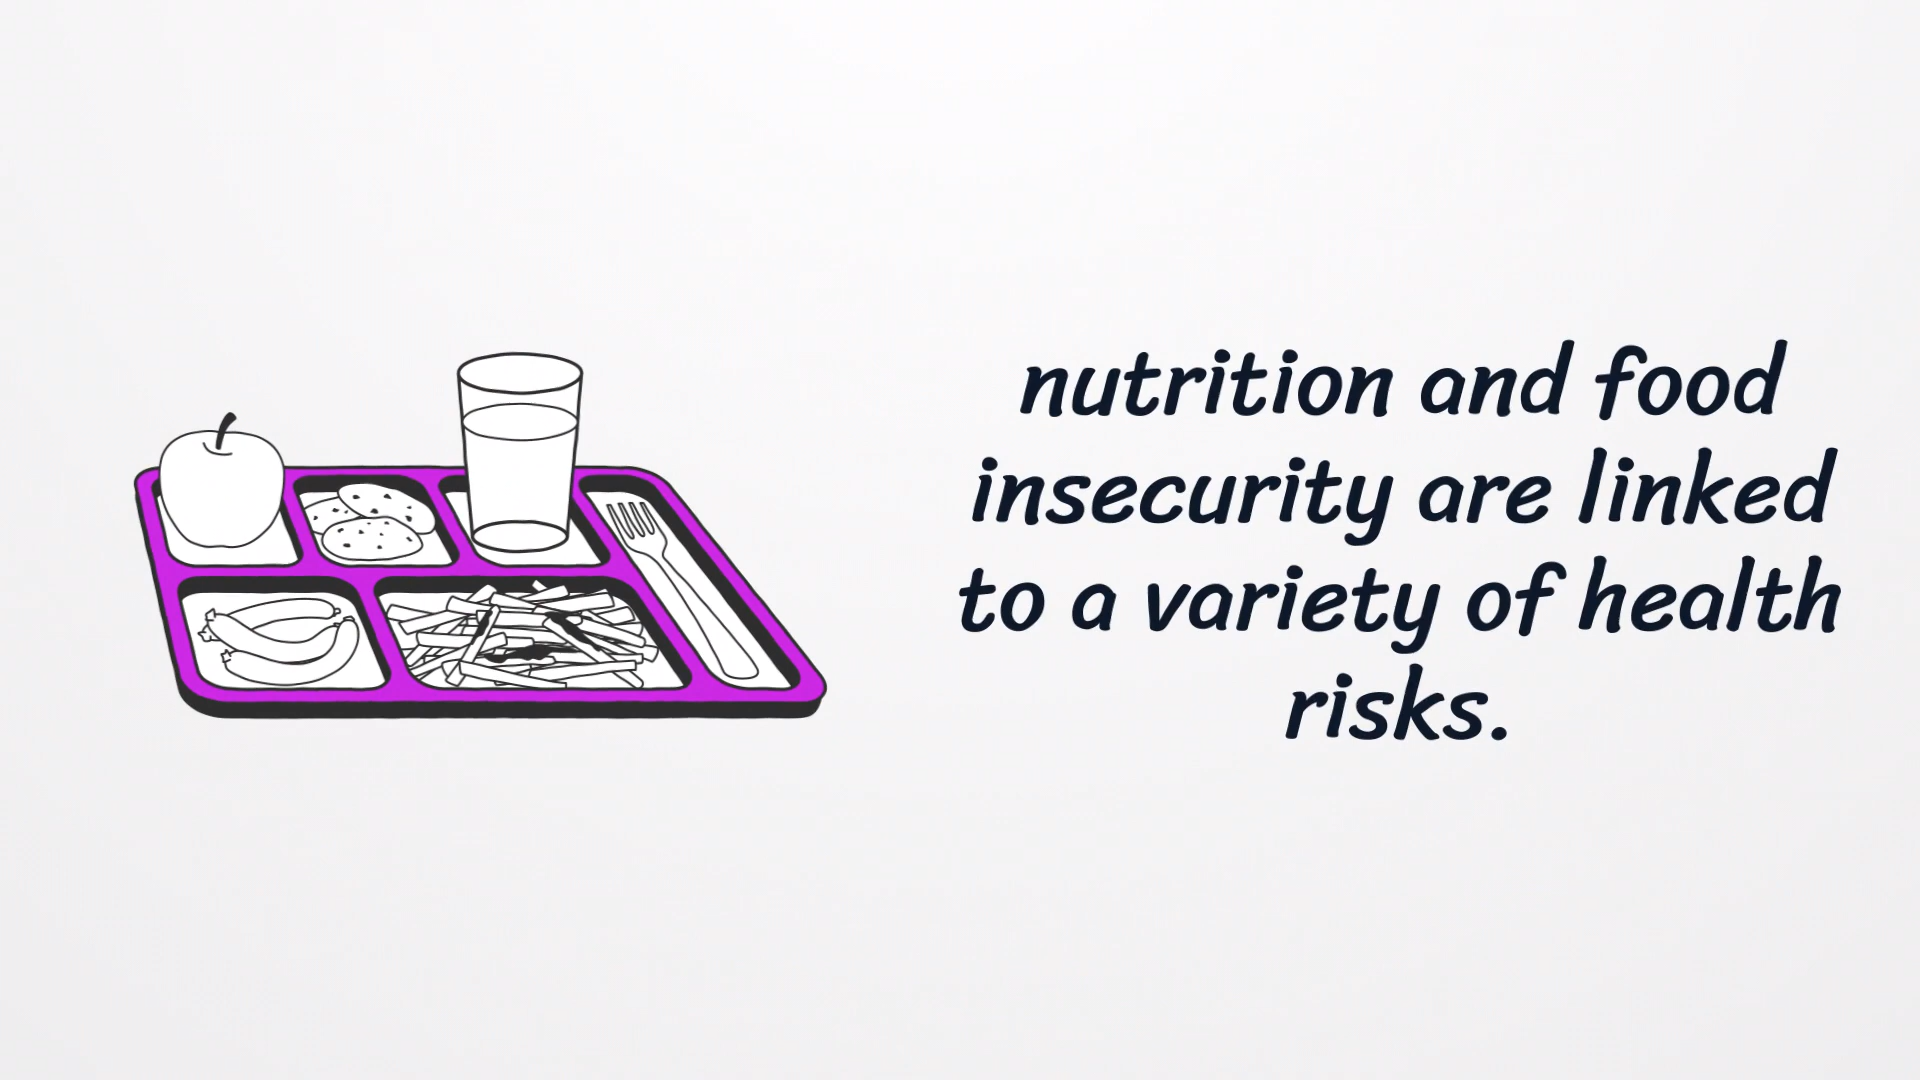 nutrition and food
insecurity are linked
to a variety of health
risks.